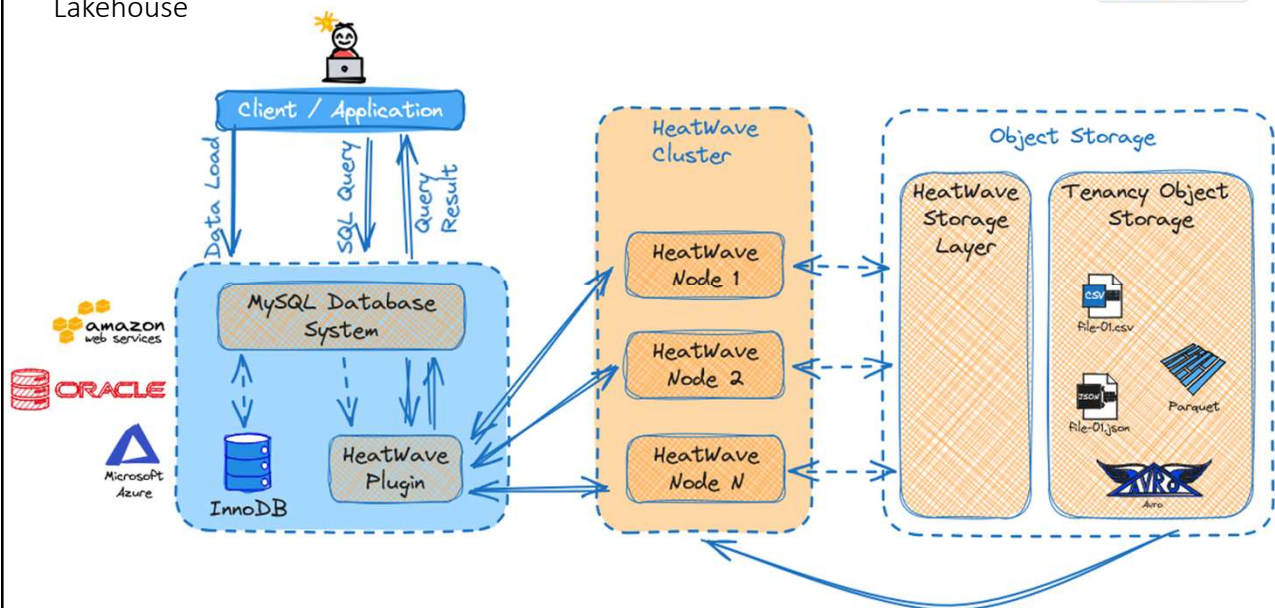 Lakehouse
Client / Application
Data Load
SQL Query
Query
Result
MySQL Database
System
amazon
web services
ORACLE
Microsoft
Azure
InnoDB
HeatWave
Plugin
HeatWave
Cluster
HeatWave
Node 1
HeatWave
Node 2
HeatWave
Node N
Object Storage
HeatWave
Storage
Layer
Tenancy Object
Storage
CSV
file-01.csv
Parquet
JSON
file-01.json
AVRO
Avro